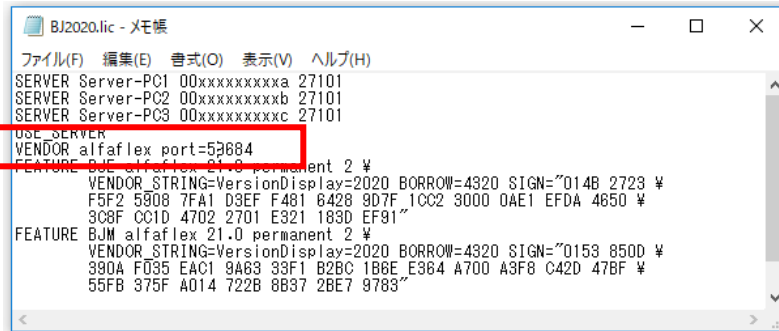 BJ2020.lic - メモ帳
ファイル(F) 編集(E) 書式(O) 表示(V) ヘルプ(H)
SERVER Server-PC1 00xxxxxxxxxa 27101
SERVER Server-PC2 00xxxxxxxxxb 27101
SERVER Server-PC3 00xxxxxxxxxc 27101
USE_SERVER
VENDOR alfaflex port=59684
FEATURE BJE alfaflex 21.0 permanent 2 ¥
VENDOR_STRING=VersionDisplay=2020 BORROW=4320 SIGN="014B 2723 ¥
F5F2 5908 7FA1 D3EF F481 6428 9D7F 1CC2 3000 0AE1 EFDA 4650 ¥
3C8F CC1D 4702 2701 E321 183D EF91"
FEATURE BJM alfaflex 21.0 permanent 2 ¥
VENDOR_STRING=VersionDisplay=2020 BORROW=4320 SIGN="0153 850D ¥
390A F035 EAC1 9A63 33F1 B2BC 1B6E E364 A700 A3F8 C42D 47BF ¥
55FB 375F A014 722B 8B37 2BE7 9783"